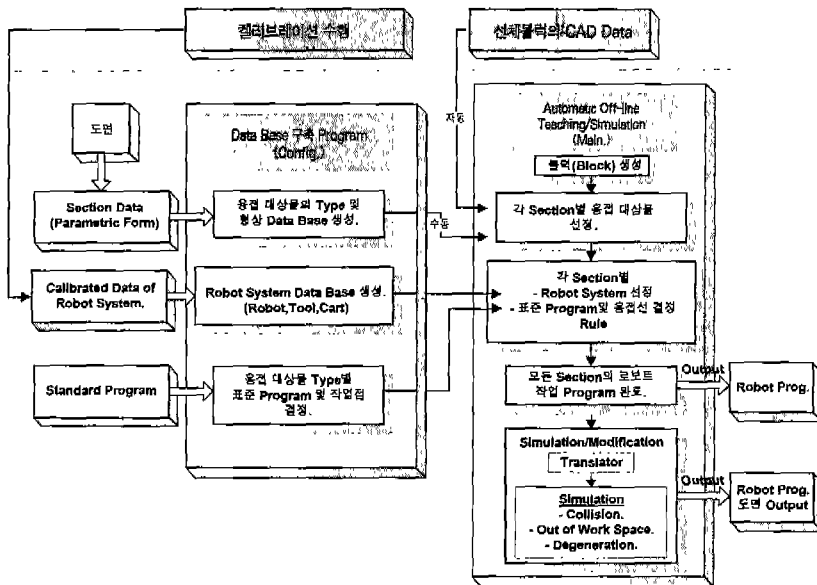 캘리브레이션 수행
선체블럭의 CAD Data
자동
도면
Data Base 구축 Program
(Config.)
Automatic Off-line
Teaching/Simulation
(Main.)
블럭(Block) 생성
Section Data
(Parametric Form)
용접 대상물의 Type 및
형상 Data Base 생성.
수동
각 Section별 용접 대상물
선정.
Calibrated Data of
Robot System.
Robot System Data Base 생성.
(Robot,Tool,Cart)
각 Section별
- Robot System 선정
- 표준 Program및 용접선 결정
Rule
Standard Program
용접 대상물 Type별
표준 Program 및 작업점
결정.
모든 Section의 로보트
작업 Program 완료.
Output
Robot Prog.
Simulation/Modification
Translator
Simulation
- Collision.
- Out of Work Space.
- Degeneration.
Output
Robot Prog.
도면 Output